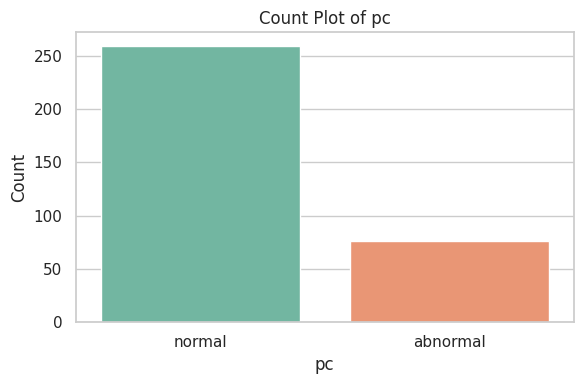 Count Plot of pc
Count
250
200
150
100
50
0
normal
abnormal
pc